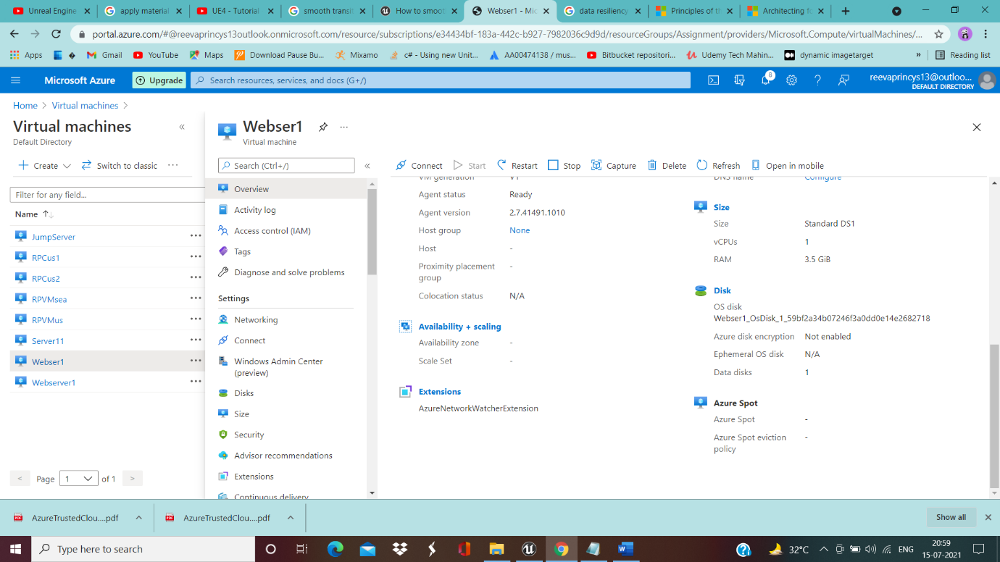 Unreal Engine
apply material
UE4 - Tutorial
smooth transit
How to smoot
Webser1 - Mic
data resiliency
Principles of th
Architecting fo
portal.azure.com/#@reevaprincys13outlook.onmicrosoft.com/resource/subscriptions/e34434bf-183a-442c-b927-7982036c9d9d/resourceGroups/Assignment/providers/Microsoft.Compute/virtualMachines/...
Apps
Gmail
YouTube
Maps
Download Pause Bu...
Mixamo
c# - Using new Unit...
AA00474138 / mus...
Bitbucket repositori...
Udemy Tech Mahin...
dynamic imagetarget
»
Reading list
Microsoft Azure
Upgrade
Search resources, services, and docs (G+/)
8
reevaprincys13@outloo...
DEFAULT DIRECTORY
Home > Virtual machines >
Virtual machines
«
Default Directory
Create
Switch to classic
...
Filter for any field...
Name ↑↓
JumpServer ...
RPCus1 ...
RPCus2 ...
RPVMsea ...
RPVMus ...
Server11 ...
Webser1 ...
Webserver1 ...
< Page 1 of 1 >
Webser1
...
Virtual machine
Search (Ctrl+/)
«
Overview
Activity log
Access control (IAM)
Tags
Diagnose and solve problems
Settings
Networking
Connect
Windows Admin Center
(preview)
Disks
Size
Security
Advisor recommendations
Extensions
Continuous delivery
Connect
Start
Restart
Stop
Capture
Delete
Refresh
Open in mobile
VM generation V1
Agent status Ready
Agent version 2.7.41491.1010
Host group None
Host -
Proximity placement
group -
Colocation status N/A
Availability + scaling
Availability zone -
Scale Set -
Extensions
AzureNetworkWatcherExtension
DNS name Configure
Size
Size Standard DS1
vCPUs 1
RAM 3.5 GiB
Disk
OS disk
Webser1_OsDisk_1_59bf2a34b07246f3a0dd0e14e2682718
Azure disk encryption Not enabled
Ephemeral OS disk N/A
Data disks 1
Azure Spot
Azure Spot -
Azure Spot eviction
policy -
AzureTrustedClou....pdf
AzureTrustedClou....pdf
Show all
Type here to search
32°C
ENG
20:59
15-07-2021